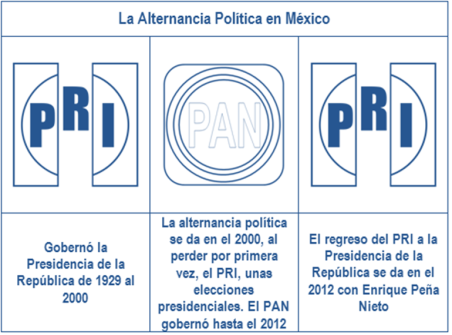 La Alternancia Política en México
PRI
PAN
PRI
Gobernó la
Presidencia de la
República de 1929 al
2000
La alternancia política
se da en el 2000, al
perder por primera
vez, el PRI, unas
elecciones
presidenciales. El PAN
gobernó hasta el 2012
El regreso del PRI a la
Presidencia de la
República se da en el
2012 con Enrique Peña
Nieto